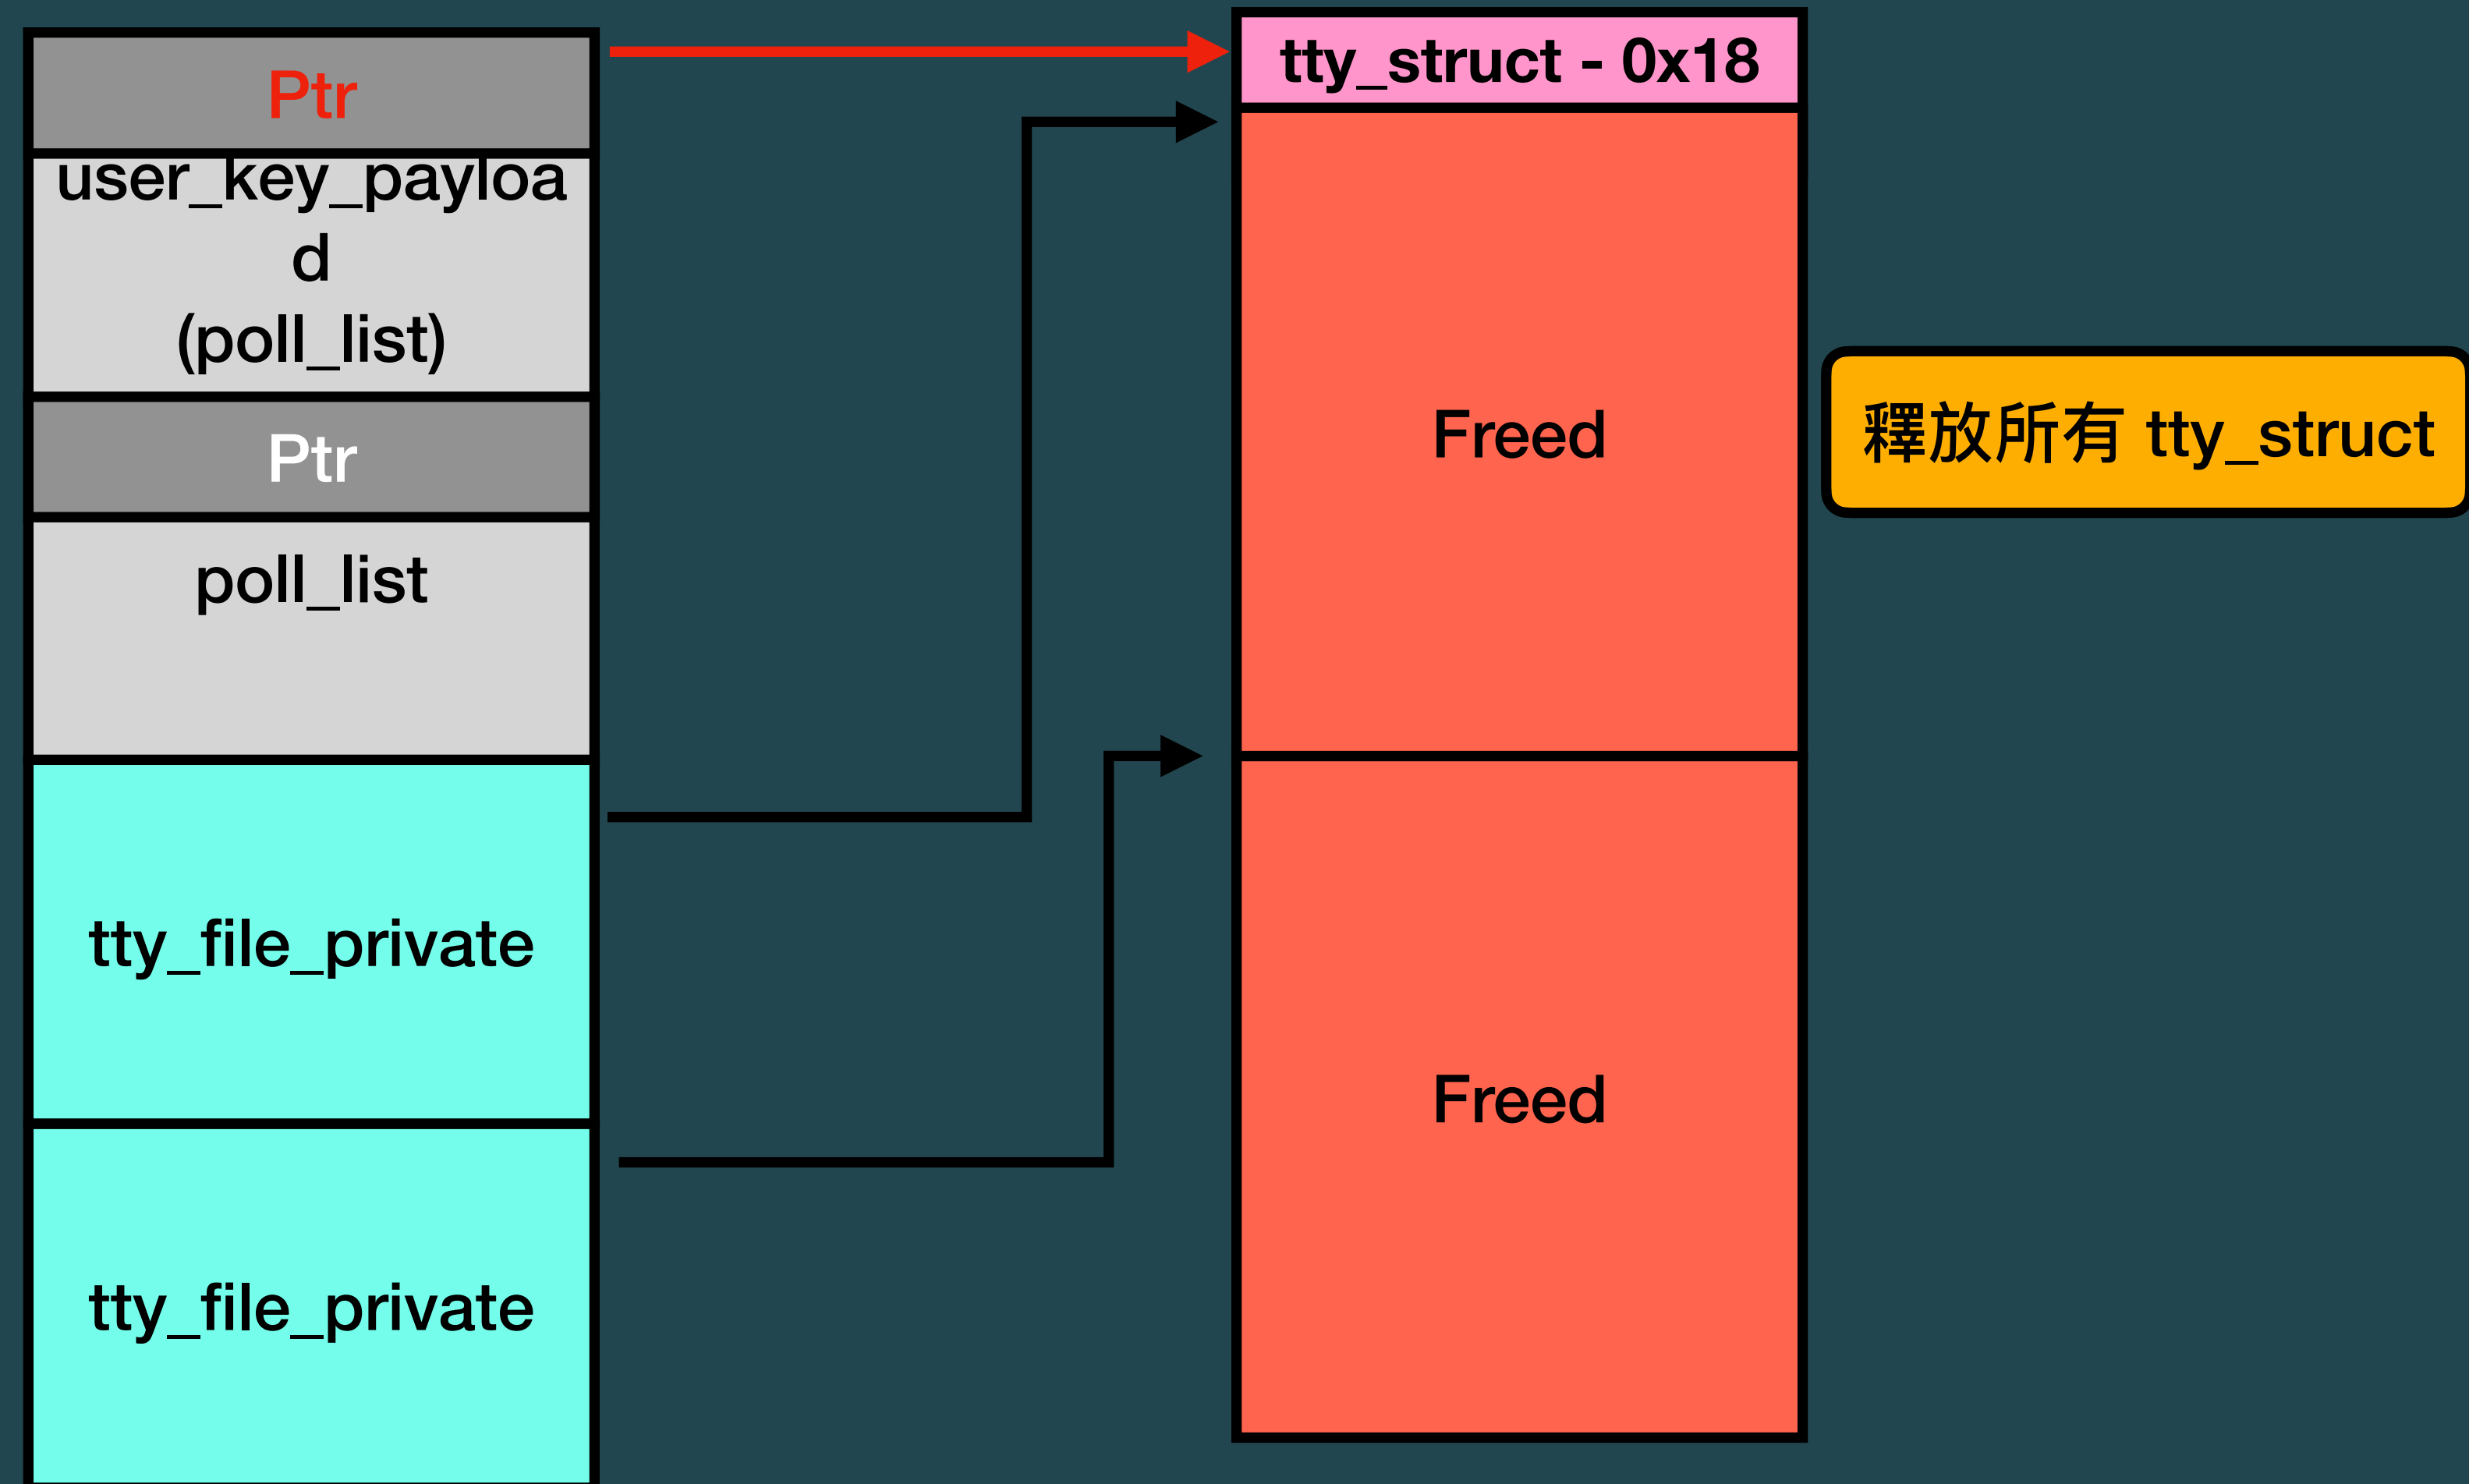 Ptr
user_key_payloa
d
(poll_list)
Ptr
poll_list
tty_file_private
tty_file_private
tty_struct - 0x18
Freed
Freed
釋放所有 tty_struct